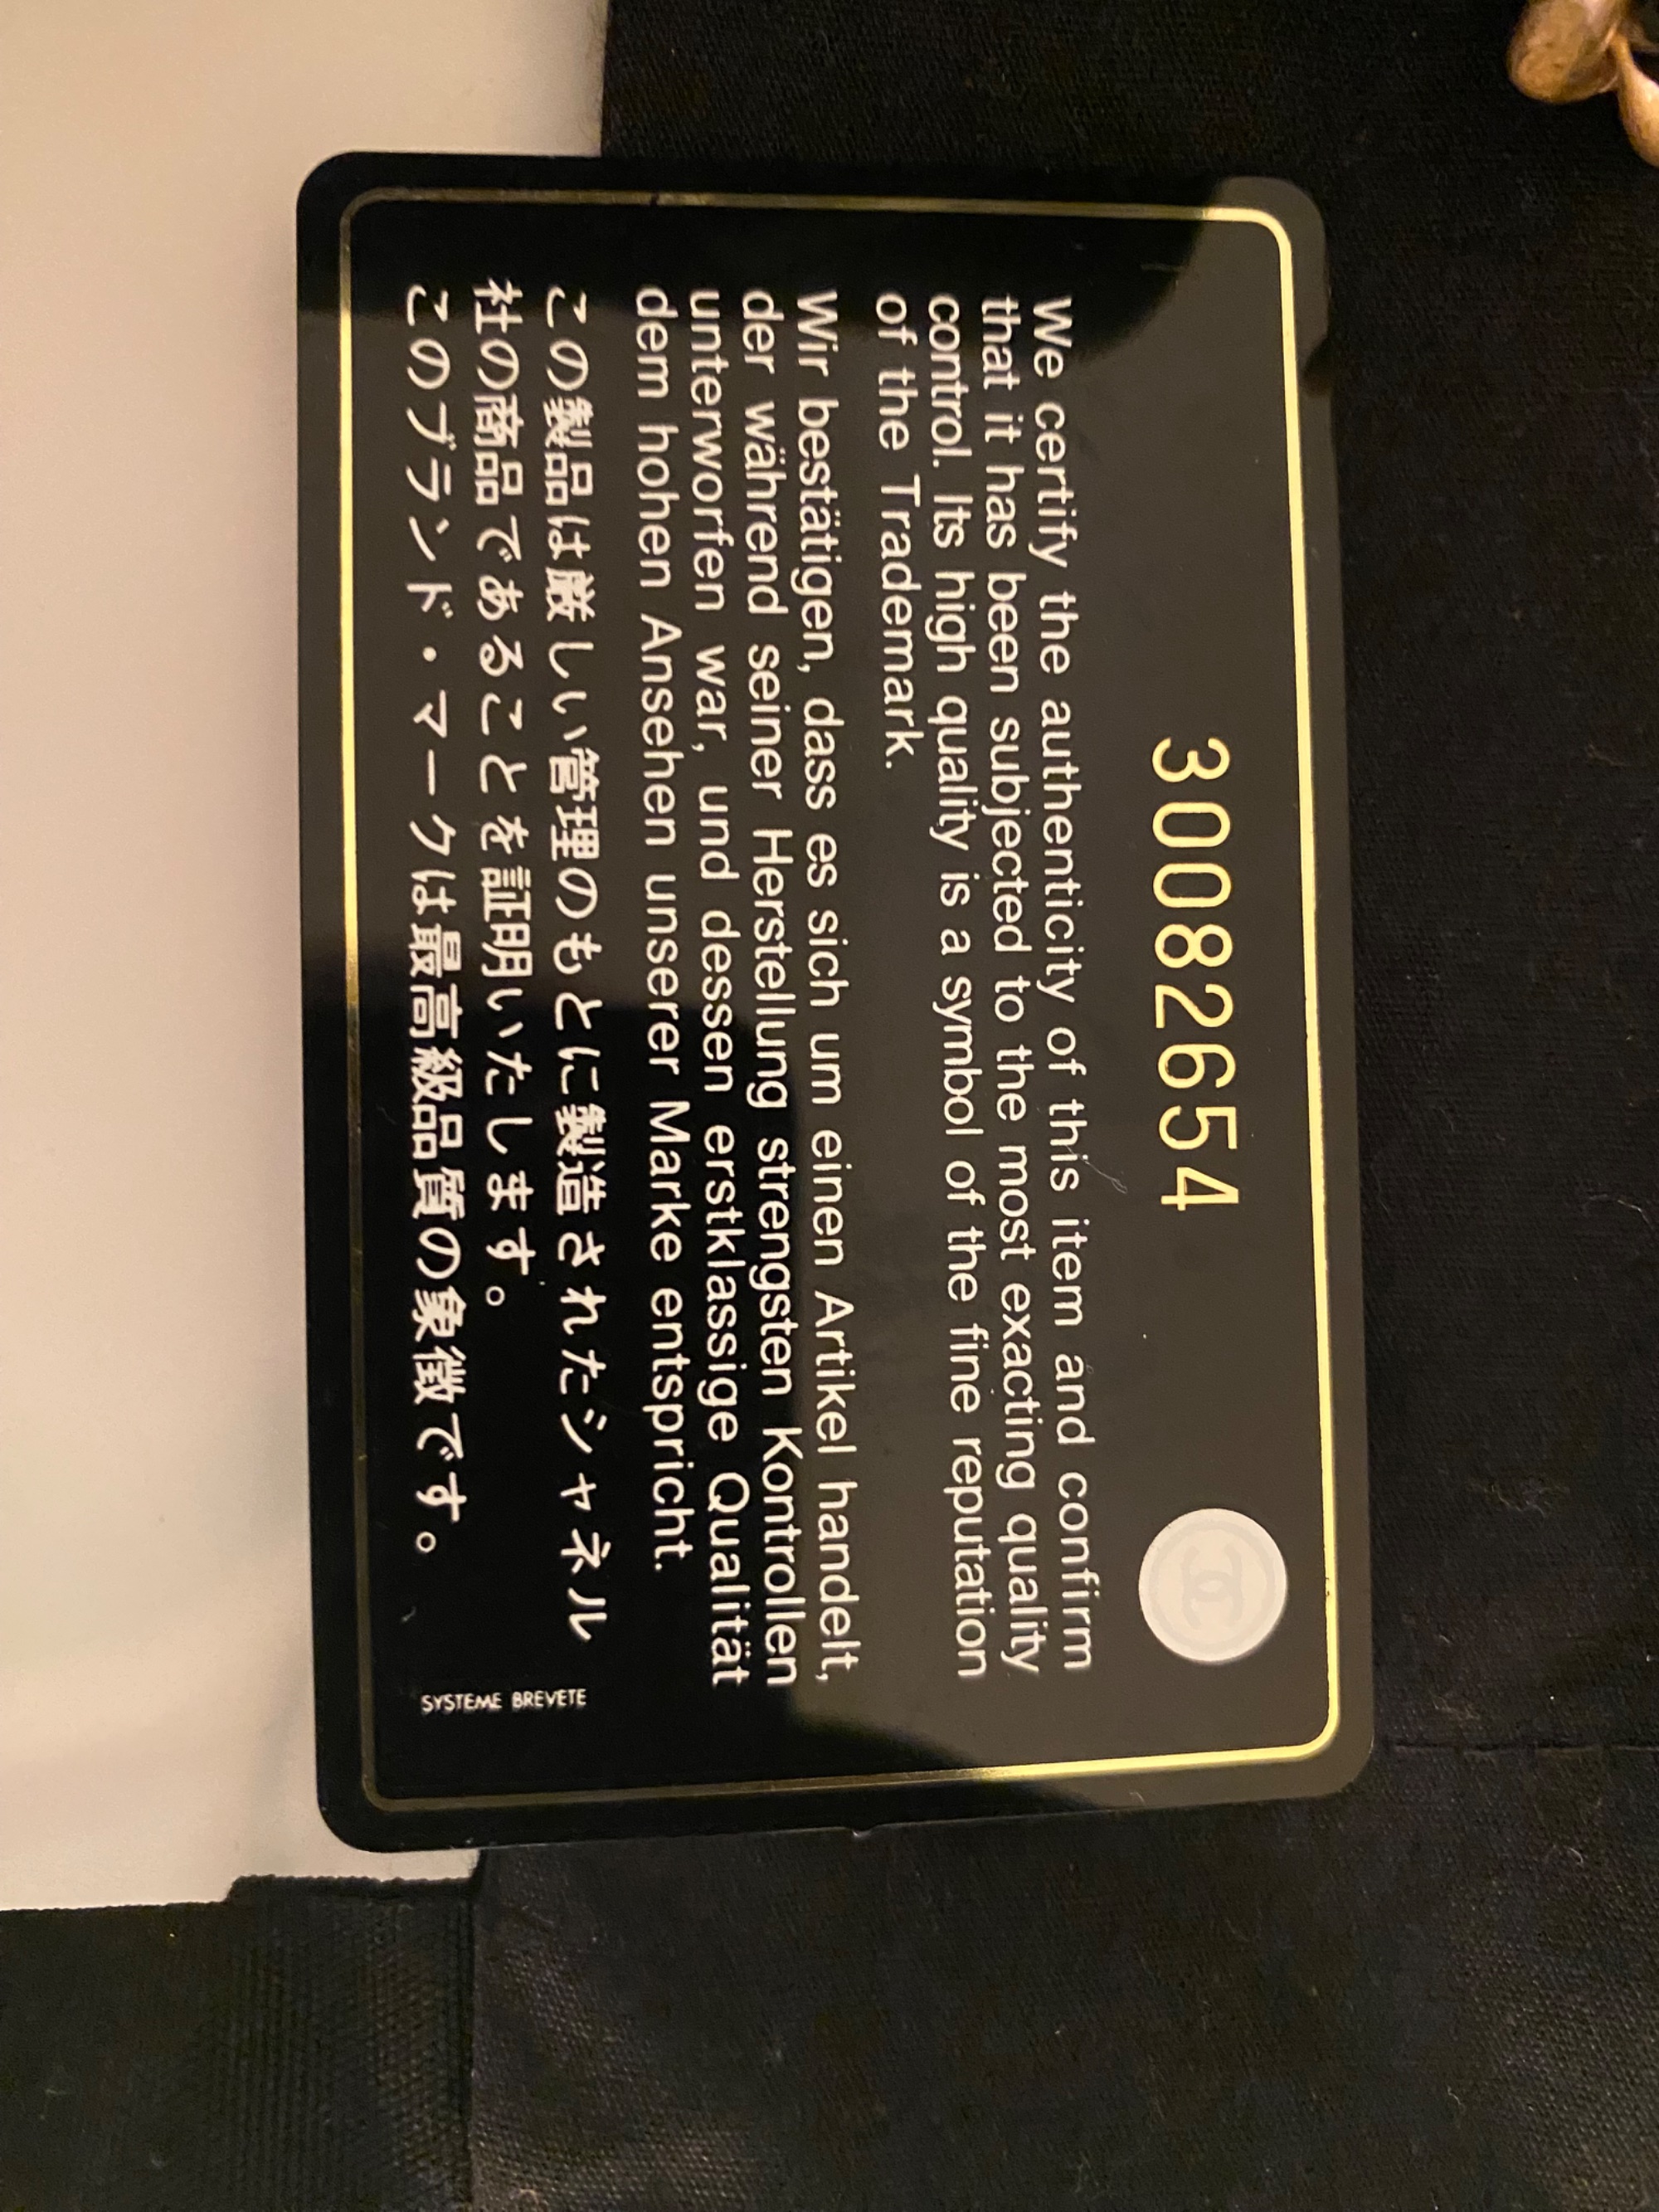 30082654
We certify the authenticity of this item and confirm
that it has been subjected to the most exacting quality
control. Its high quality is a symbol of the fine reputation
of the Trademark.
Wir bestätigen, dass es sich um einen Artikel handelt,
der während seiner Herstellung strengsten Kontrollen
unterworfen war, und dessen erstklassige Qualität
dem hohen Ansehen unserer Marke entspricht.
この製品は厳しい管理のもとに製造されたシャネル
社の商品であることを証明いたします。
このブランド・マークは最高級品質の象徴です。
SYSTEME BREVETE